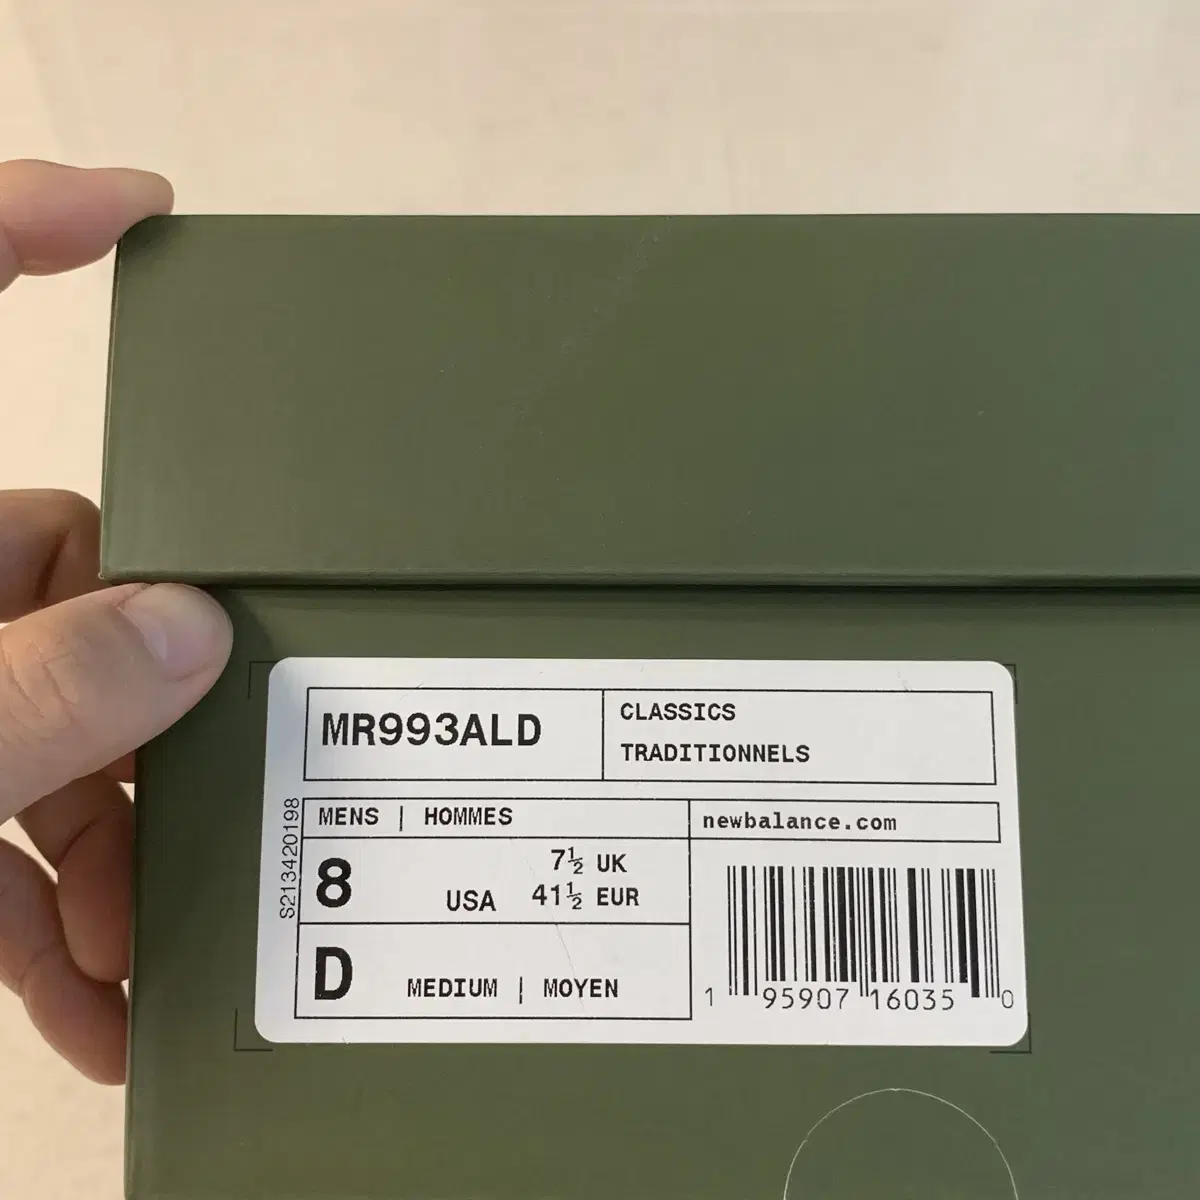 MR993ALD
CLASSICS
TRADITIONNELS
MENS | HOMMES
newbalance.com
S213420198
8 USA 7½ UK
41½ EUR
D MEDIUM | MOYEN
1 95907 16035 0